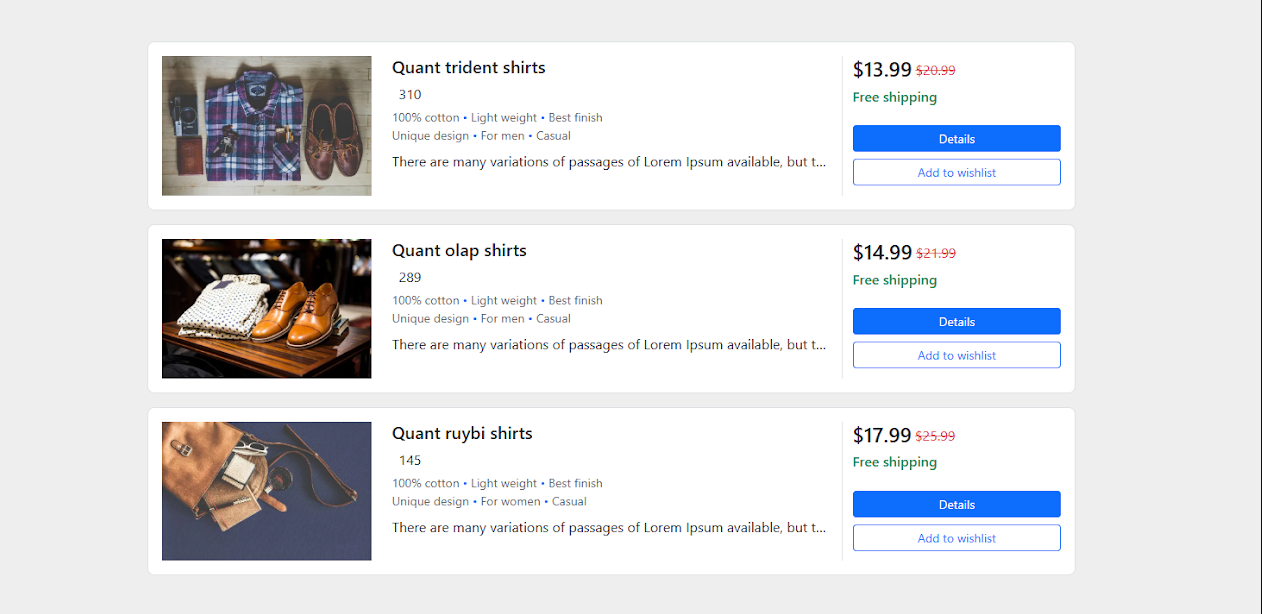 Quant trident shirts
310
100% cotton • Light weight • Best finish
Unique design • For men • Casual
There are many variations of passages of Lorem Ipsum available, but t...
$13.99 $20.99
Free shipping
Details
Add to wishlist
Quant olap shirts
289
100% cotton • Light weight • Best finish
Unique design • For men • Casual
There are many variations of passages of Lorem Ipsum available, but t...
$14.99 $21.99
Free shipping
Details
Add to wishlist
Quant ruybi shirts
145
100% cotton • Light weight • Best finish
Unique design • For women • Casual
There are many variations of passages of Lorem Ipsum available, but t...
$17.99 $25.99
Free shipping
Details
Add to wishlist